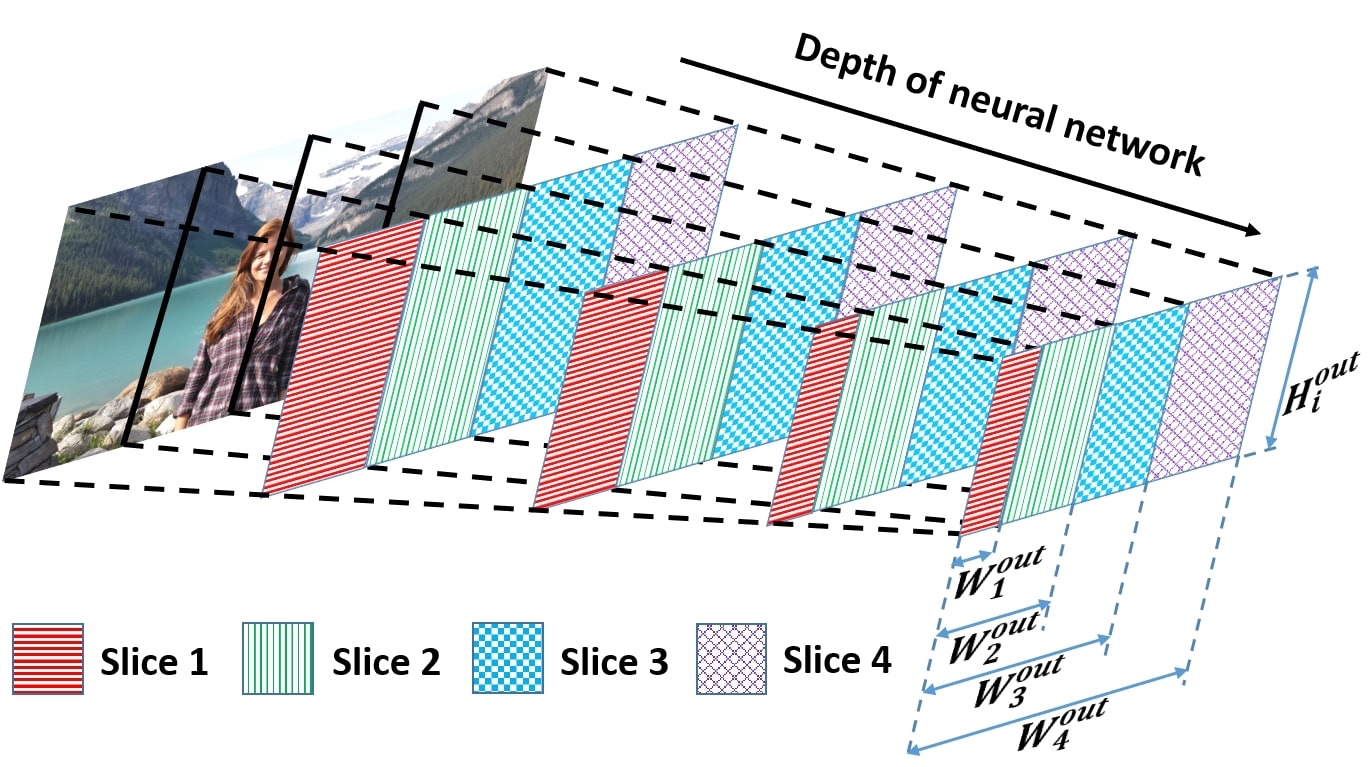 Depth of neural network
H_i^out
W_1^out
W_2^out
W_3^out
W_4^out
Slice 1
Slice 2
Slice 3
Slice 4